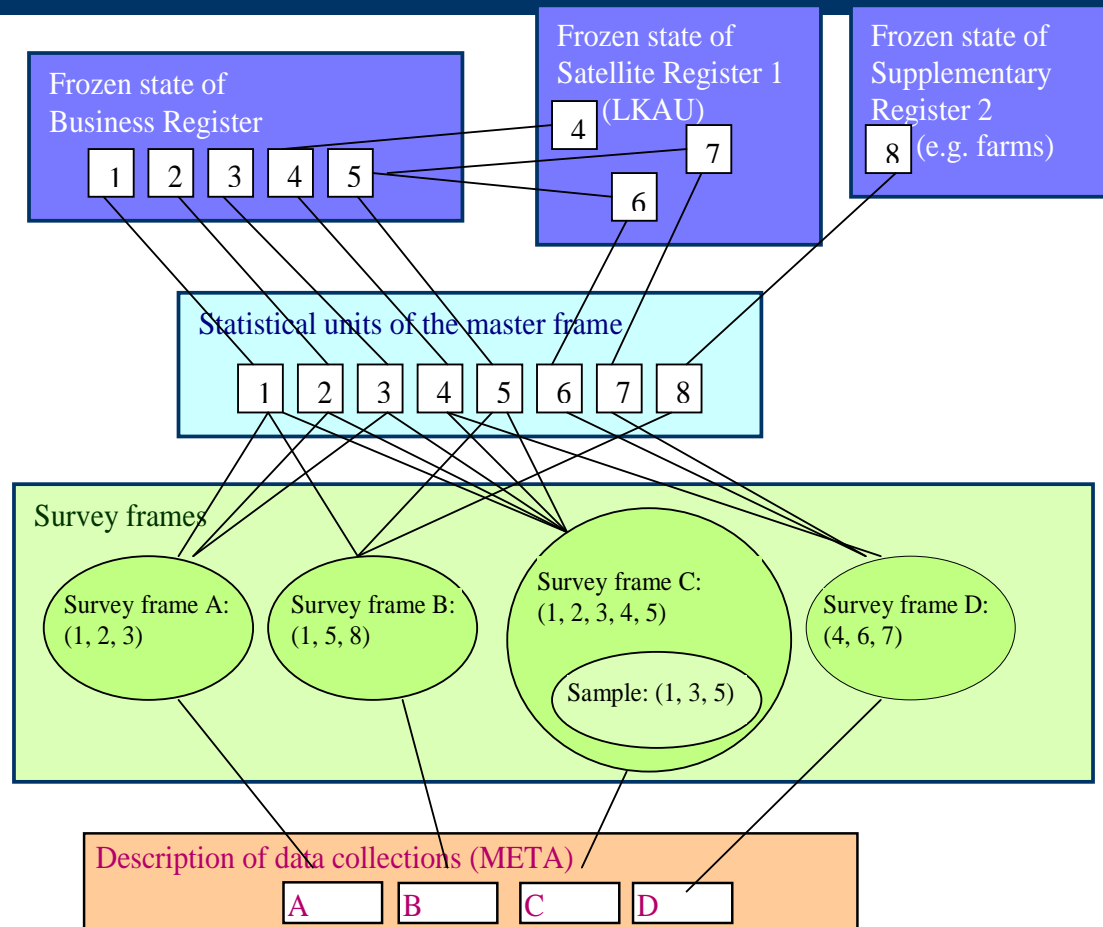 Frozen state of
Business Register
1 2 3 4 5
Frozen state of
Satellite Register 1
(LKAU)
4
7
6
Frozen state of
Supplementary
Register 2
8 (e.g. farms)
Statistical units of the master frame
1 2 3 4 5 6 7 8
Survey frames
Survey frame A:
(1, 2, 3)
Survey frame B:
(1, 5, 8)
Survey frame C:
(1, 2, 3, 4, 5)
Sample: (1, 3, 5)
Survey frame D:
(4, 6, 7)
Description of data collections (META)
A B C D